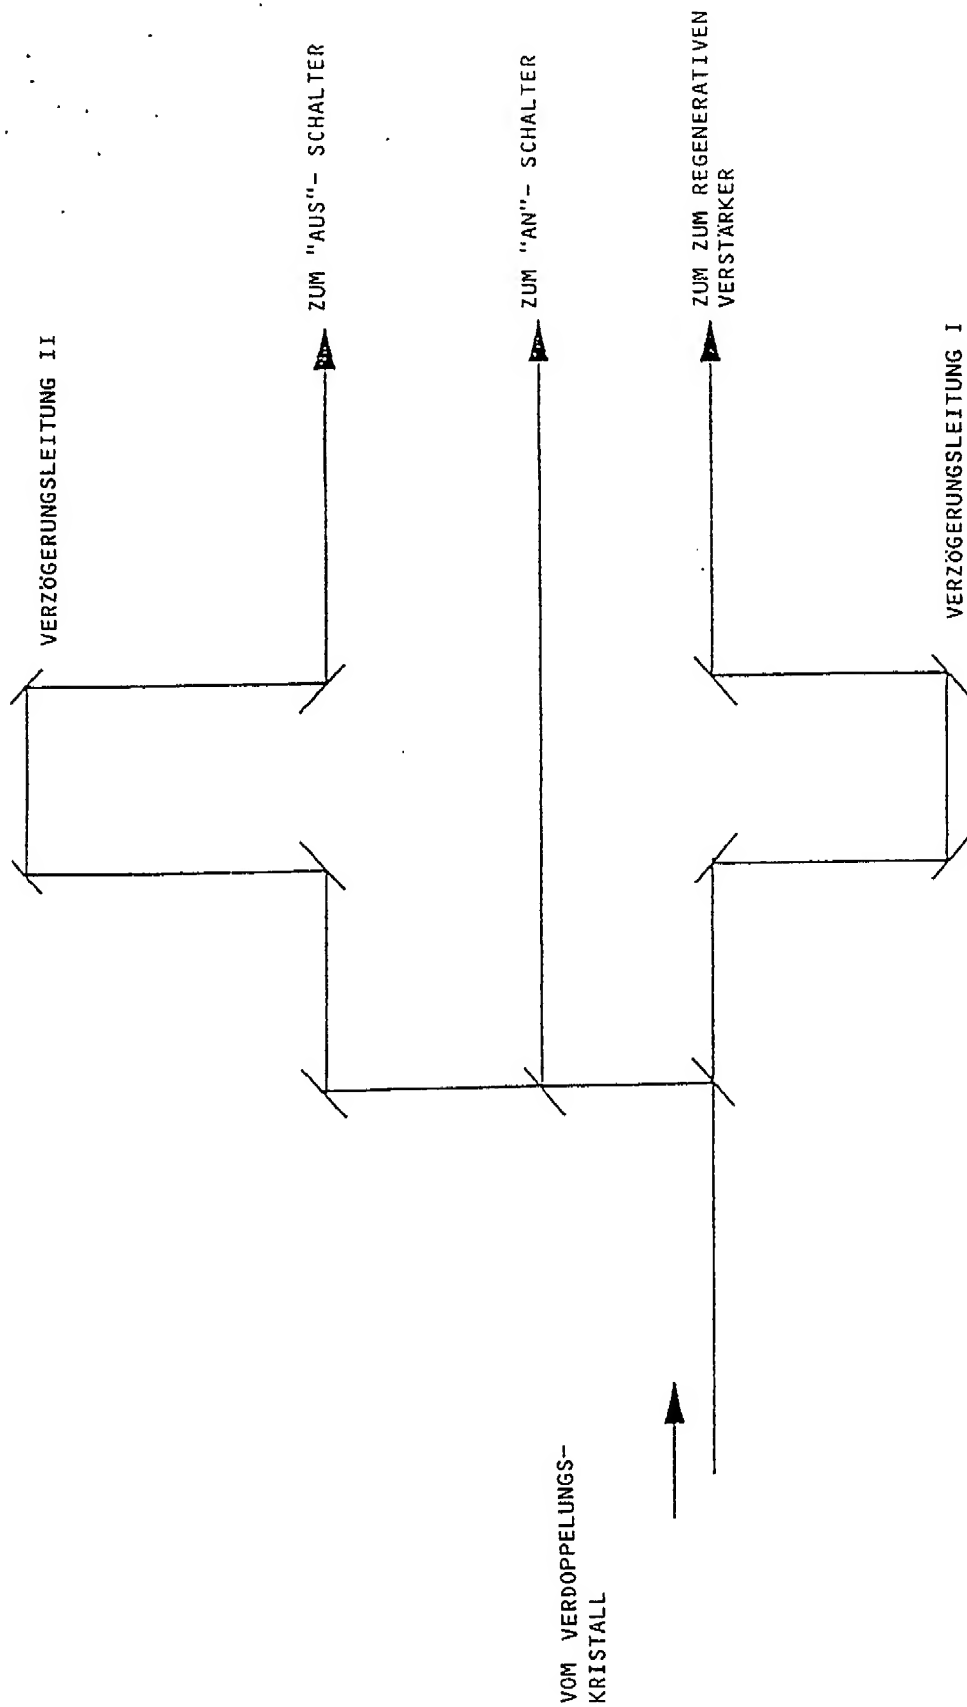 VERZÖGERUNGSLEITUNG II
ZUM "AUS"- SCHALTER
ZUM "AN"- SCHALTER
ZUM ZUM REGENERATIVEN
VERSTÄRKER
VERZÖGERUNGSLEITUNG I
VOM VERDOPPELUNGS-
KRISTALL